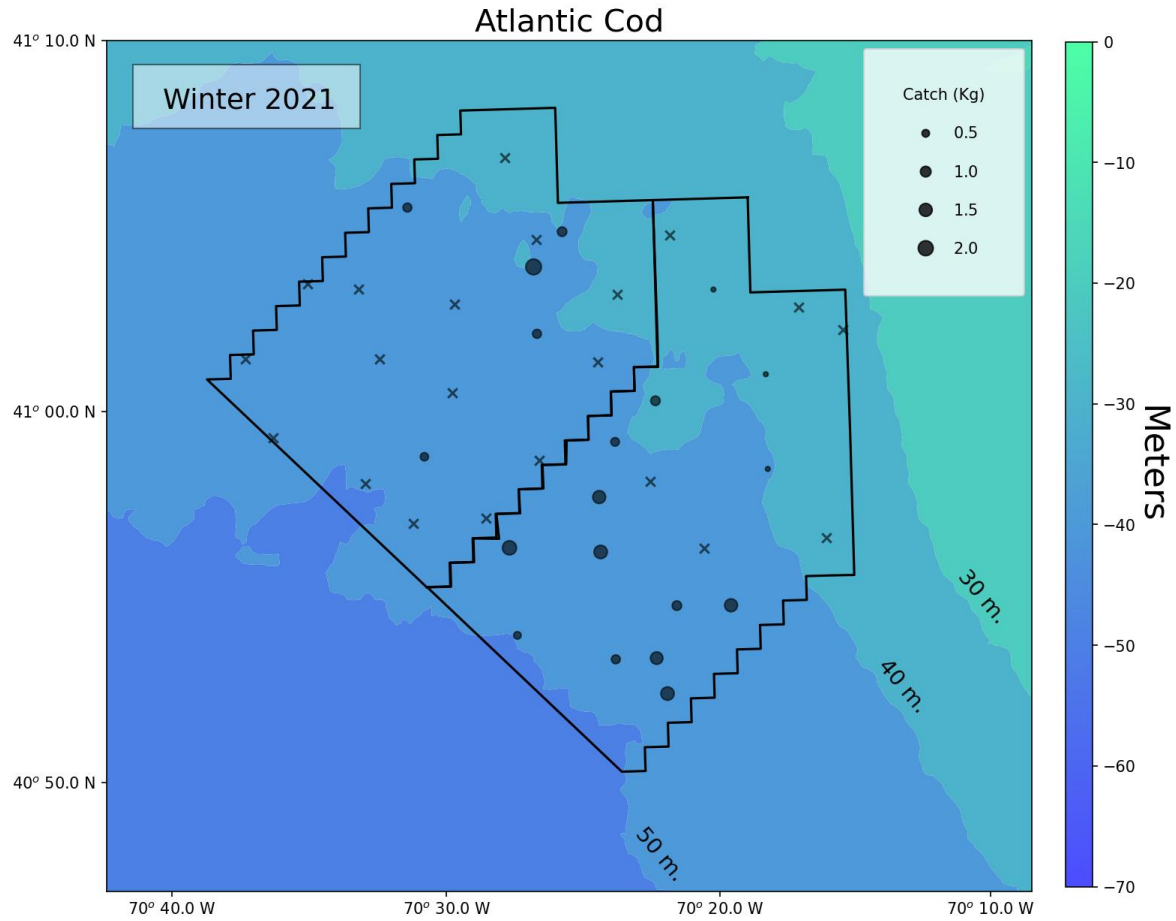 Atlantic Cod
41° 10.0 N
Winter 2021
Catch (Kg)
0.5
1.0
1.5
2.0
41° 00.0 N
40° 50.0 N
30 m.
40 m.
50 m.
70° 40.0 W
70° 30.0 W
70° 20.0 W
70° 10.0 W
0
−10
−20
−30
−40
−50
−60
−70
Meters